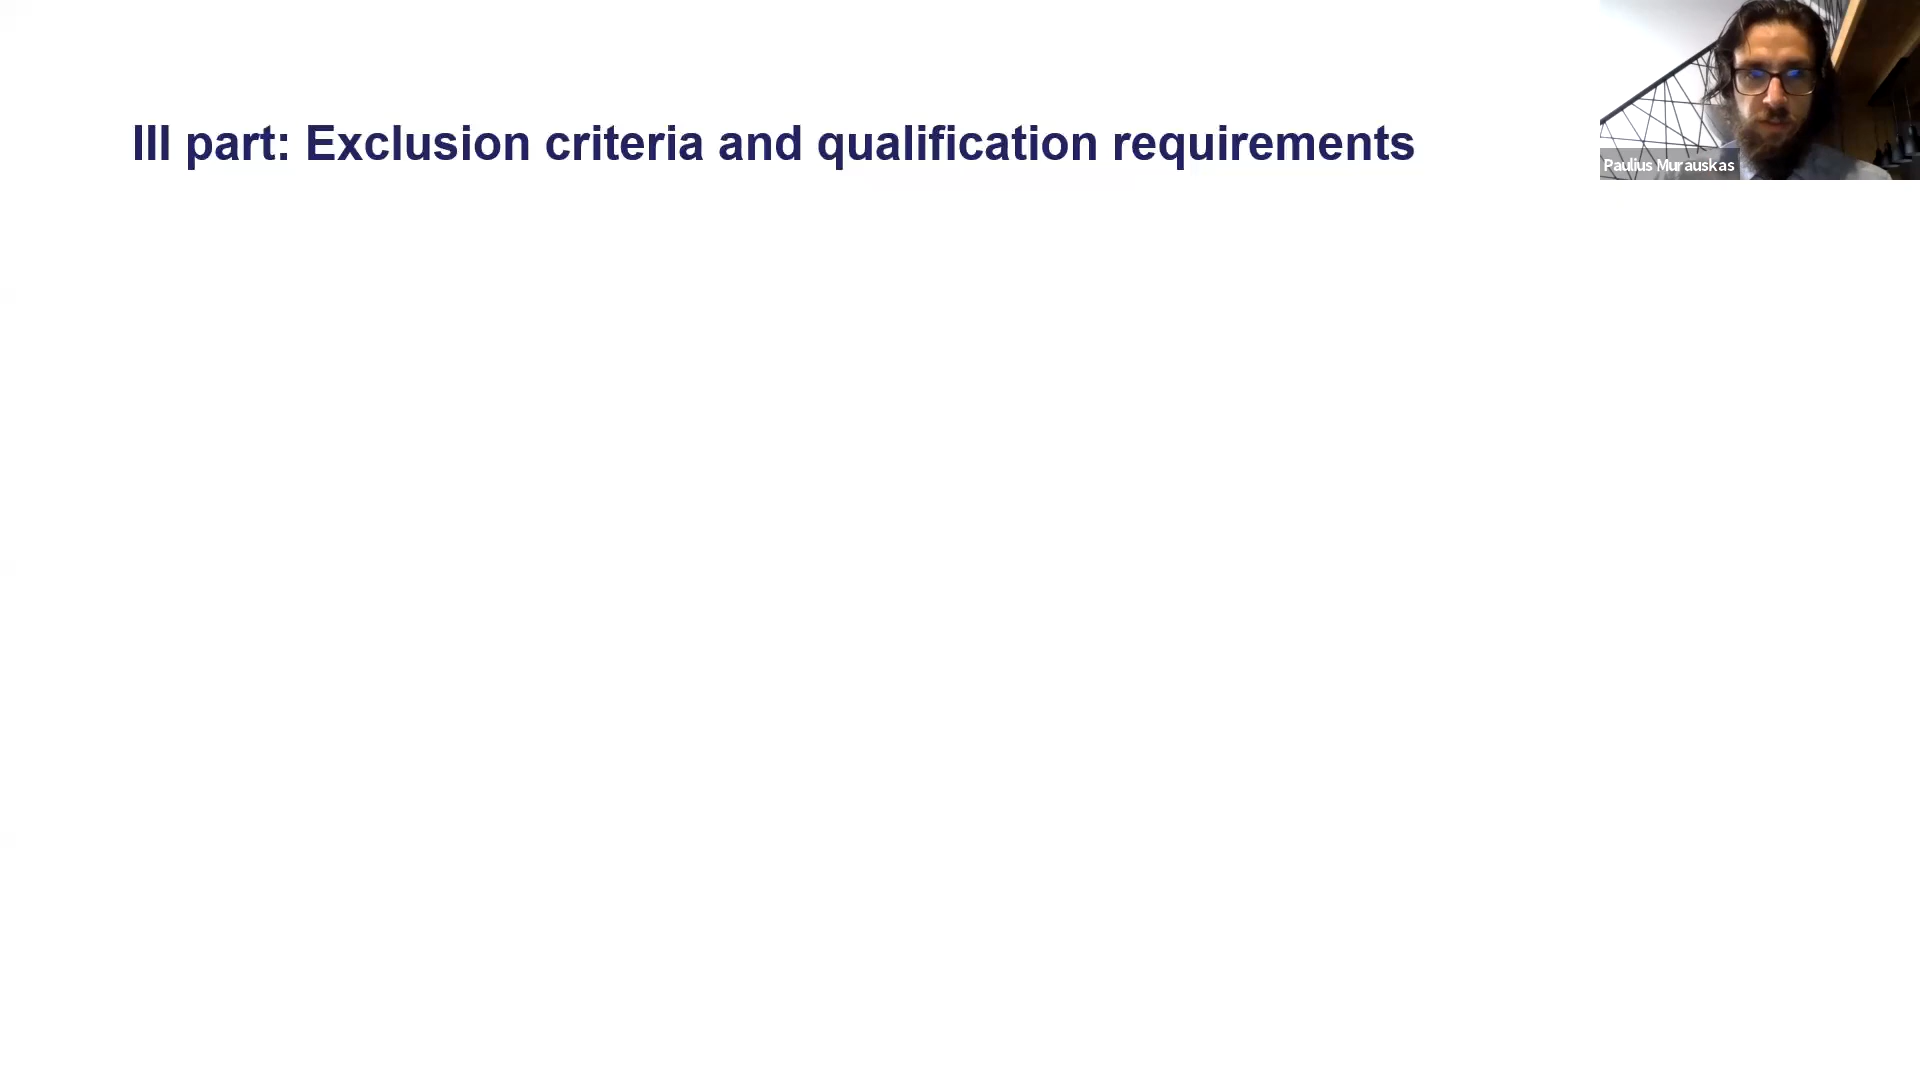 III part: Exclusion criteria and qualification requirements
Paulius Murauskas